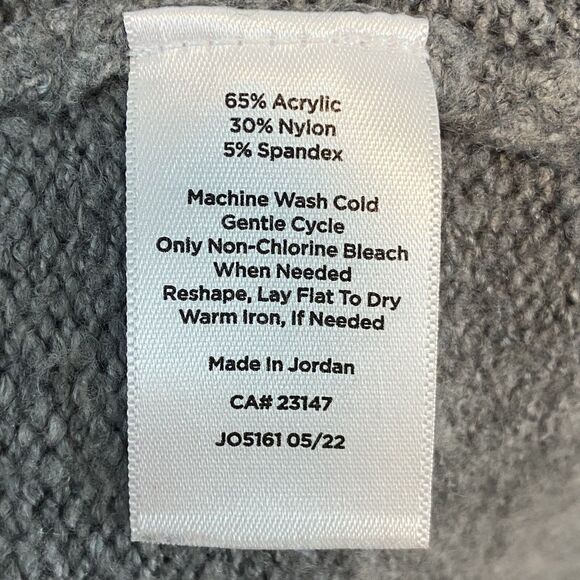 65% Acrylic
30% Nylon
5% Spandex
Machine Wash Cold
Gentle Cycle
Only Non-Chlorine Bleach
When Needed
Reshape, Lay Flat To Dry
Warm Iron, If Needed
Made In Jordan
CA# 23147
JO5161 05/22